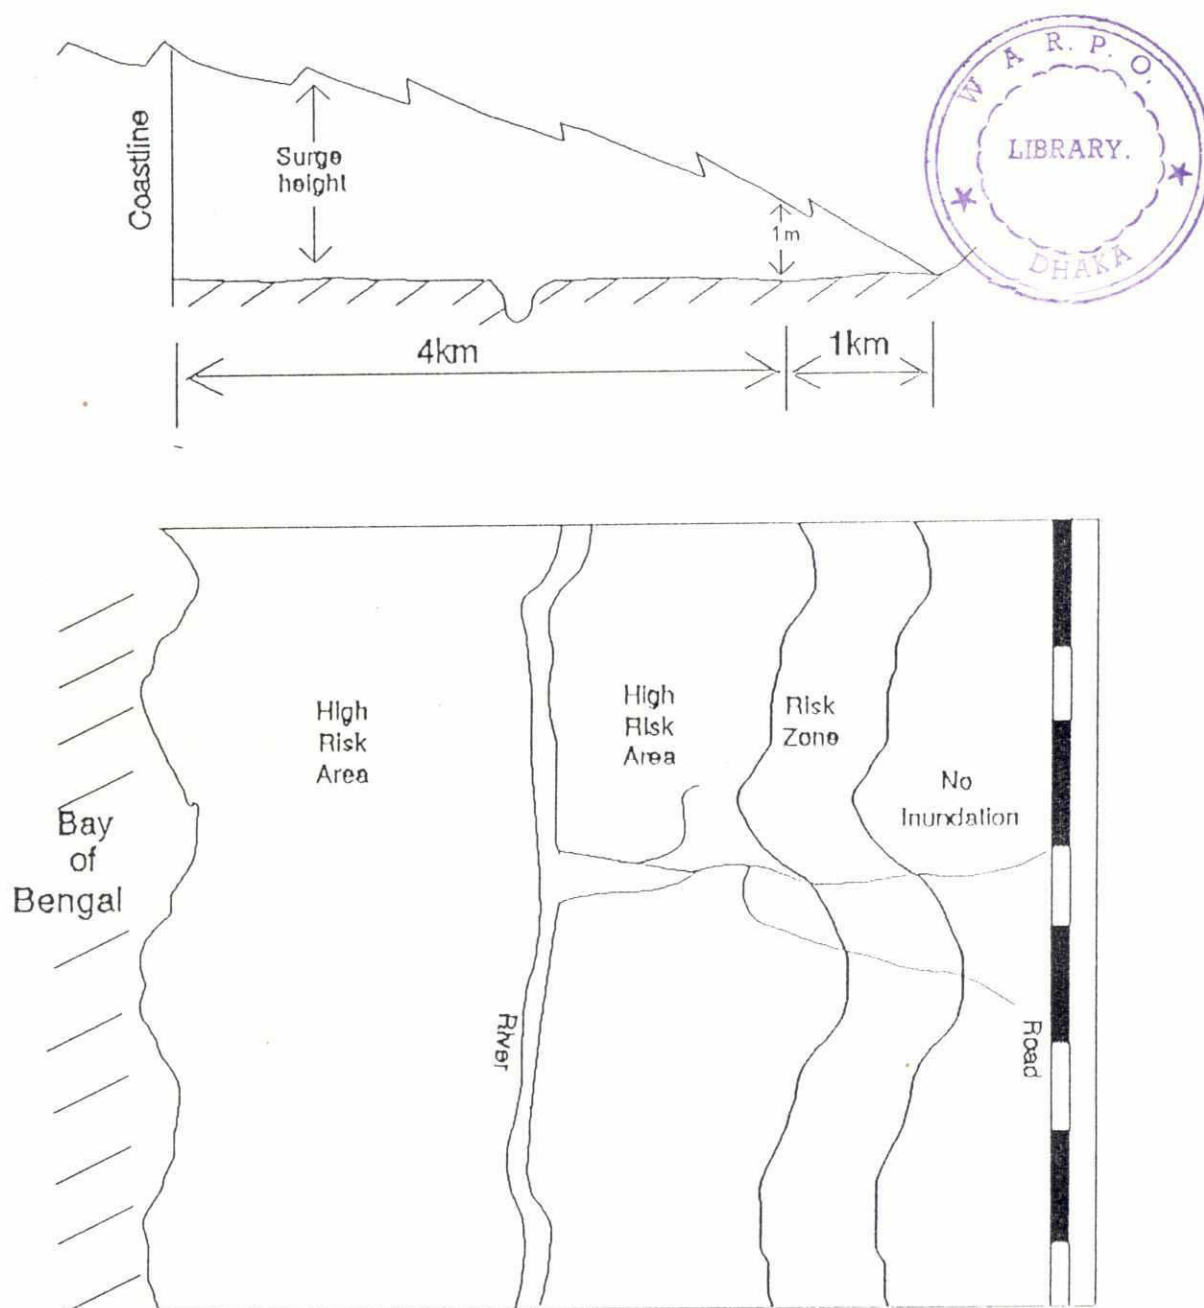 W A R. P. O.
LIBRARY.
DHAKA
Coastline
Surge
height
1m
4km
1km
High
Risk
Area
High
Risk
Area
Risk
Zone
No
Inundation
Bay
of
Bengal
River
Road